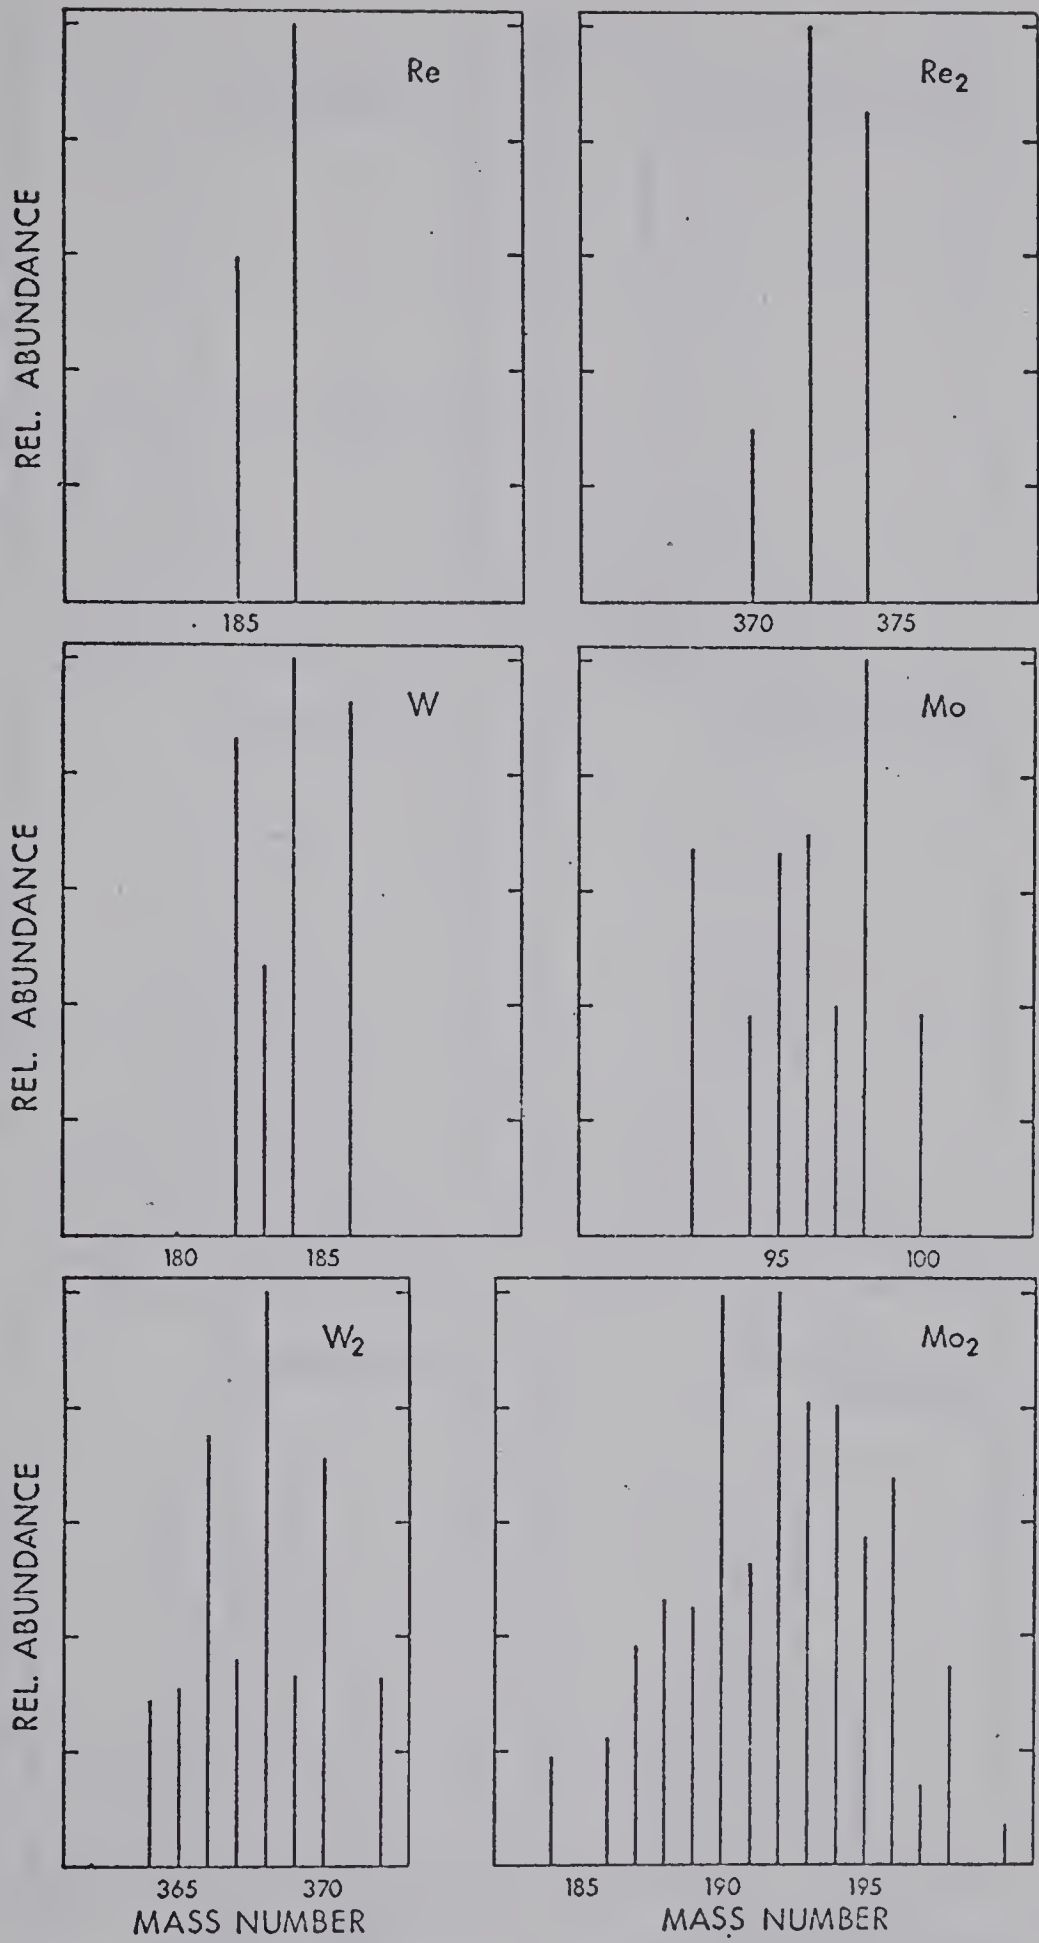 Re
Re2
REL. ABUNDANCE
185
370 375
W
Mo
REL. ABUNDANCE
180 185
95 100
W2
Mo2
REL. ABUNDANCE
365 370
185 190 195
MASS NUMBER
MASS NUMBER